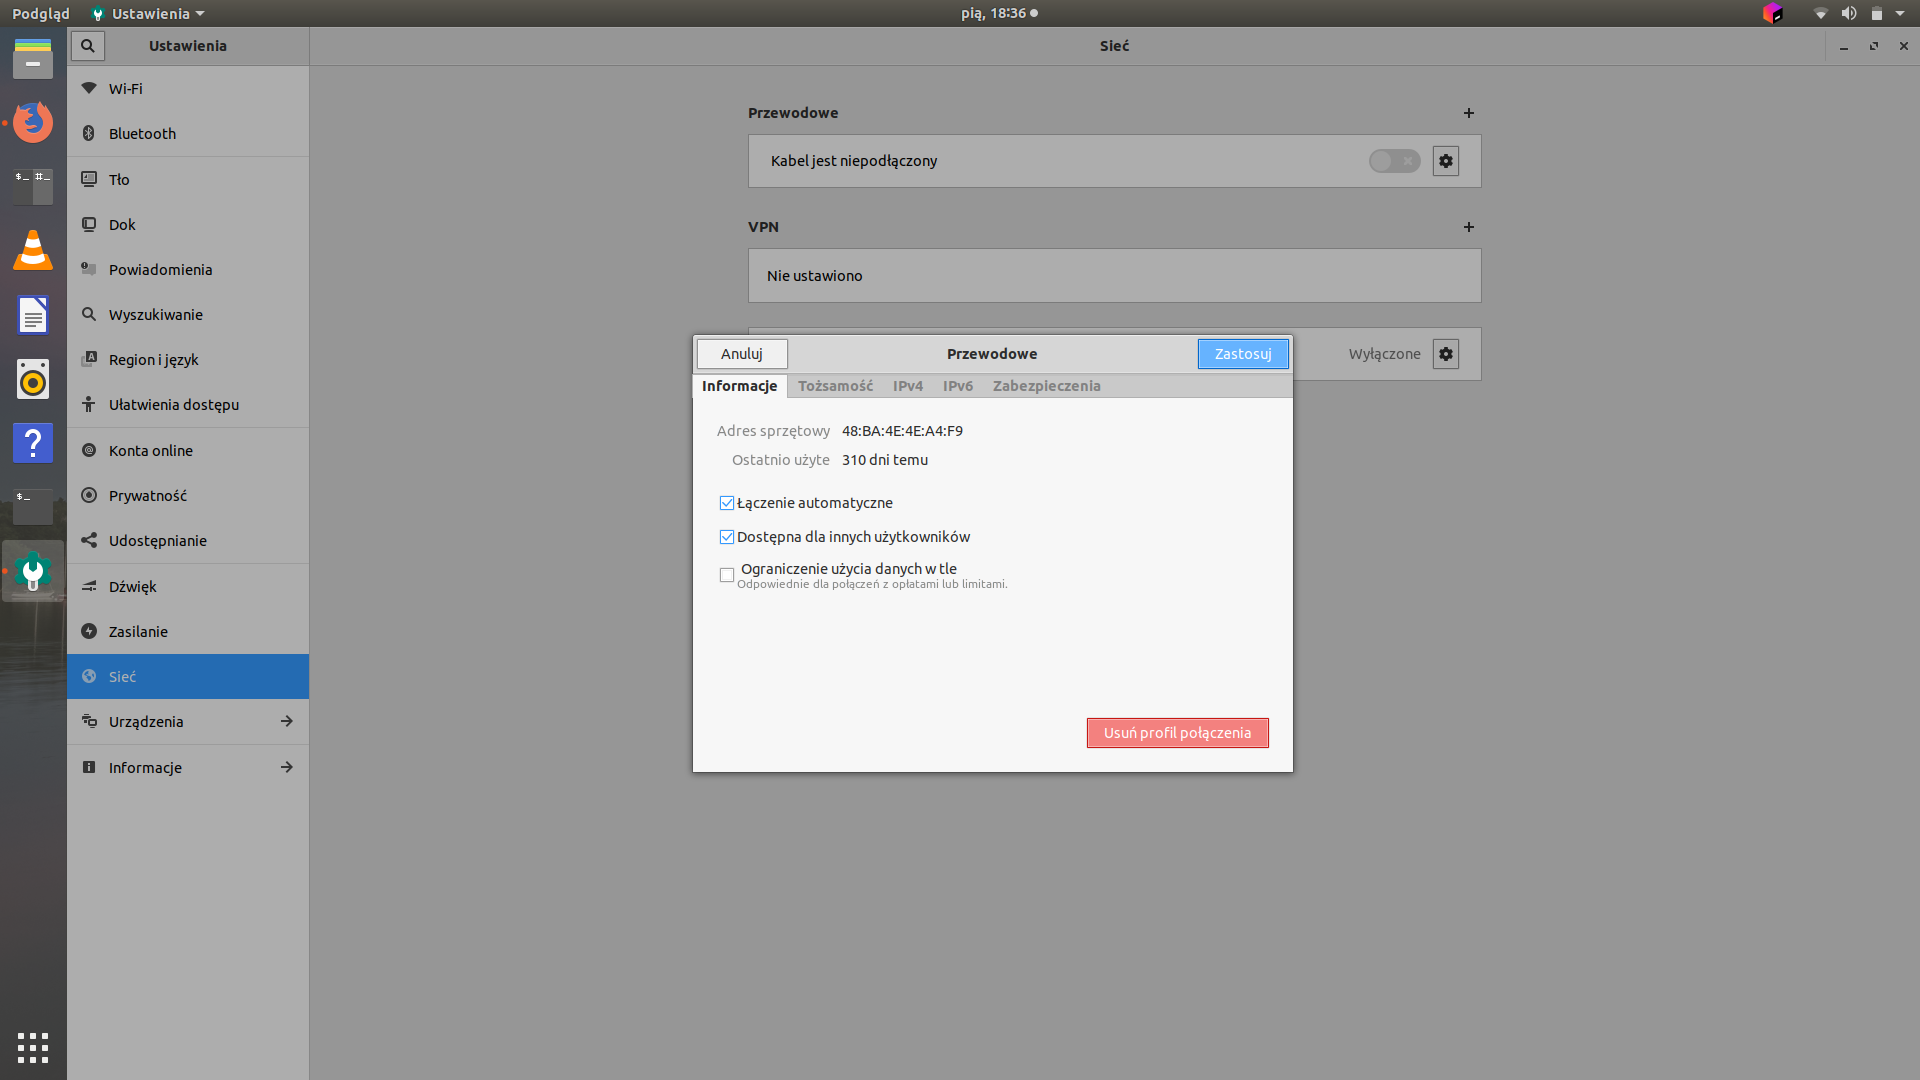 Podgląd Ustawienia pią, 18:36
Ustawienia
Sieć
Wi-Fi
Bluetooth
Tło
Dok
Powiadomienia
Wyszukiwanie
Region i język
Ułatwienia dostępu
Konta online
Prywatność
Udostępnianie
Dźwięk
Zasilanie
Sieć
Urządzenia
Informacje
Przewodowe
Kabel jest niepodłączony
VPN
Nie ustawiono
Wyłączone
Anuluj
Przewodowe
Zastosuj
Informacje Tożsamość IPv4 IPv6 Zabezpieczenia
Adres sprzętowy 48:BA:4E:4E:A4:F9
Ostatnio użyte 310 dni temu
Łączenie automatyczne
Dostępna dla innych użytkowników
Ograniczenie użycia danych w tle
Odpowiednie dla połączeń z opłatami lub limitami.
Usuń profil połączenia